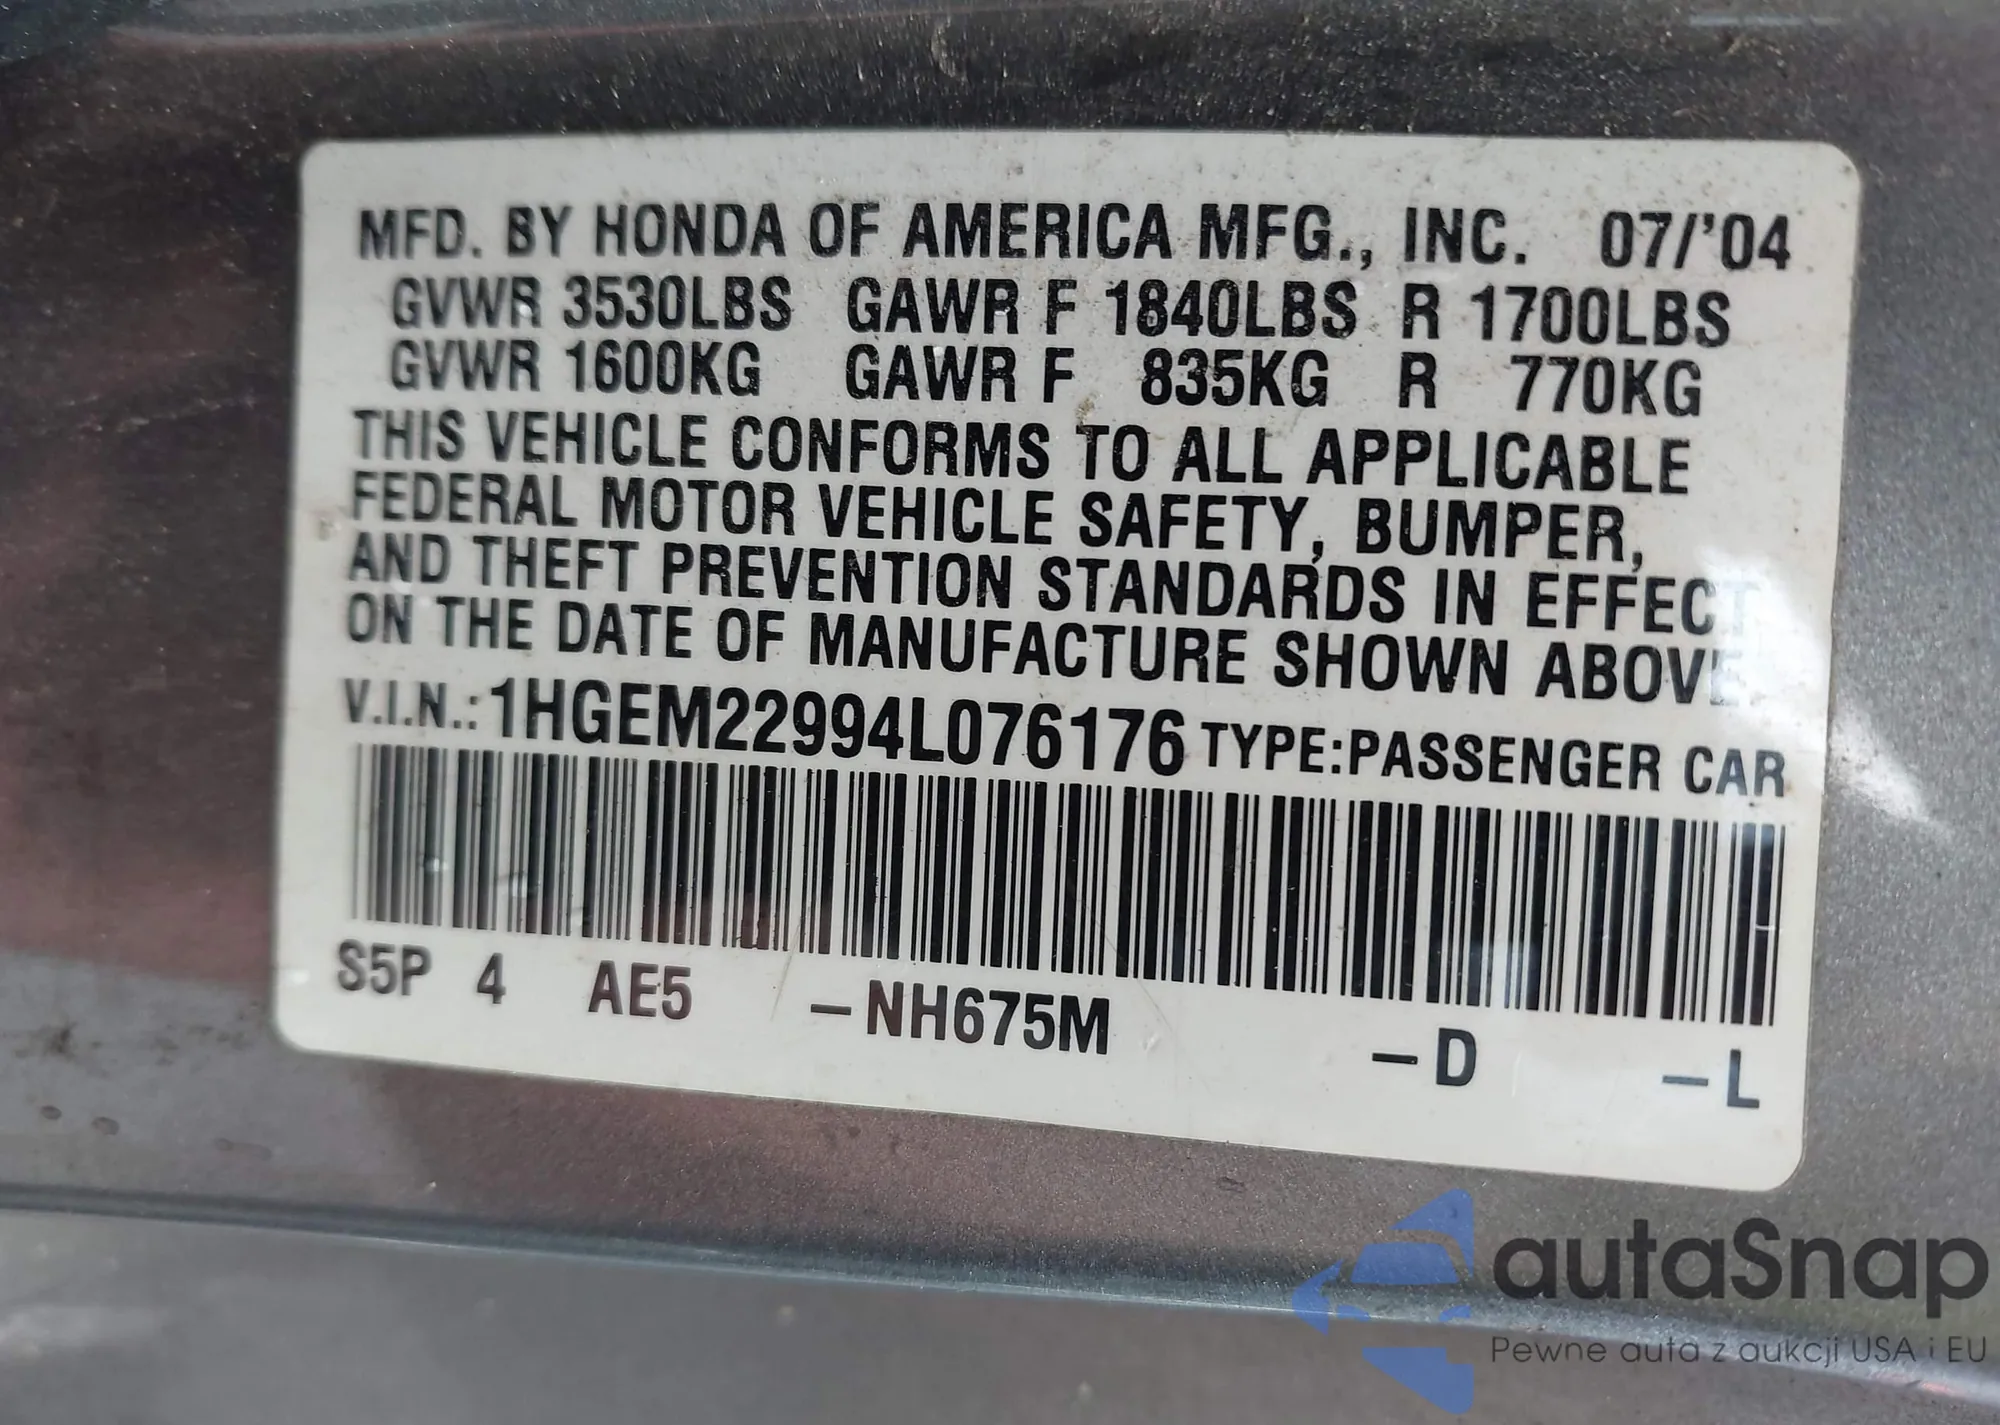 MFD. BY HONDA OF AMERICA MFG., INC. 07/'04
GVWR 3530LBS GAWR F 1840LBS R 1700LBS
GVWR 1600KG GAWR F 835KG R 770KG
THIS VEHICLE CONFORMS TO ALL APPLICABLE
FEDERAL MOTOR VEHICLE SAFETY, BUMPER,
AND THEFT PREVENTION STANDARDS IN EFFECT
ON THE DATE OF MANUFACTURE SHOWN ABOVE.
V.I.N.: 1HGEM22994L076176 TYPE:PASSENGER CAR
S5P 4 AE5 –NH675M –D –L
autaSnap
Pewne auta z aukcji USA i EU